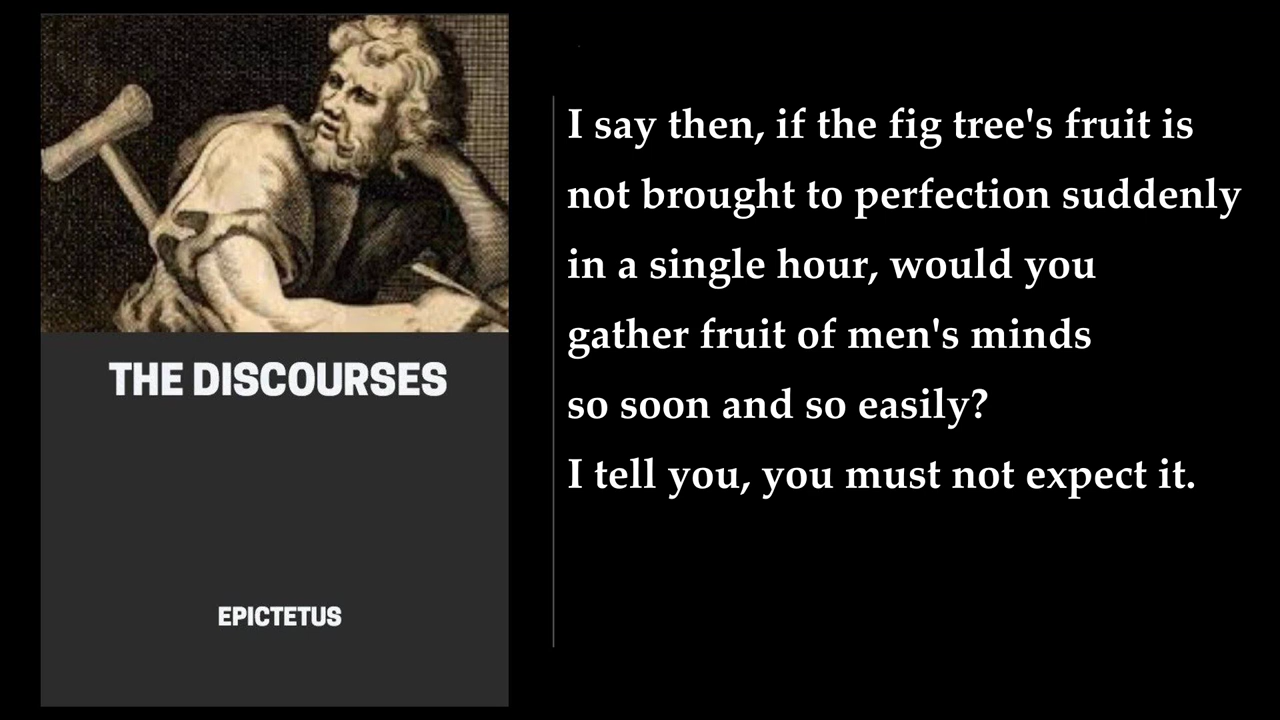 THE DISCOURSES
EPICTETUS
I say then, if the fig tree's fruit is
not brought to perfection suddenly
in a single hour, would you
gather fruit of men's minds
so soon and so easily?
I tell you, you must not expect it.